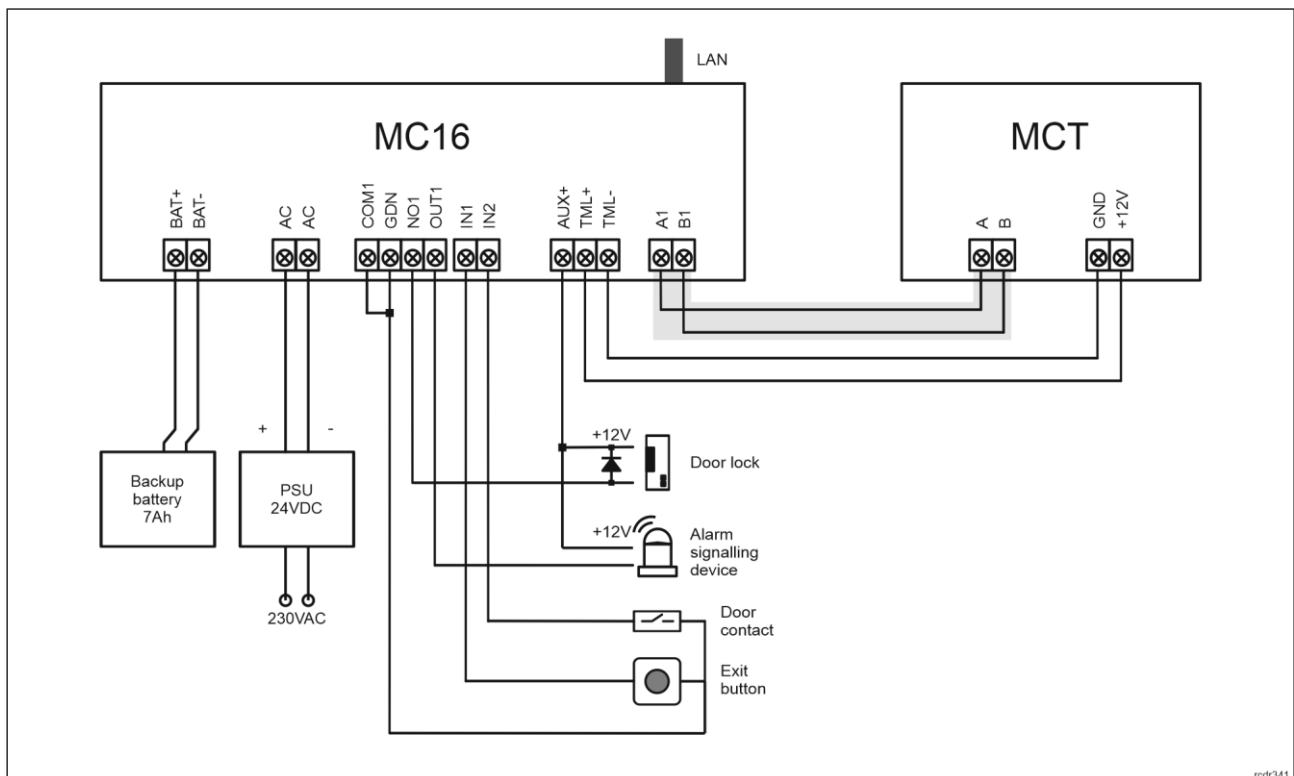 LAN
MC16
MCT
BAT+
BAT-
AC
AC
COM1
GDN
NO1
OUT1
IN1
IN2
AUX+
TML+
TML-
A1
B1
A
B
GND
+12V
+
-
+12V
Door lock
Backup
battery
7Ah
PSU
24VDC
+12V
Alarm
signalling
device
230VAC
Door
contact
Exit
button
rcdr341